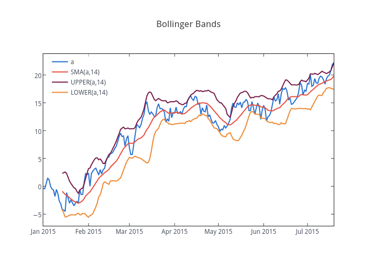 Bollinger Bands
a
SMA(a,14)
UPPER(a,14)
LOWER(a,14)
20
15
10
5
0
−5
Jan 2015 Feb 2015 Mar 2015 Apr 2015 May 2015 Jun 2015 Jul 2015